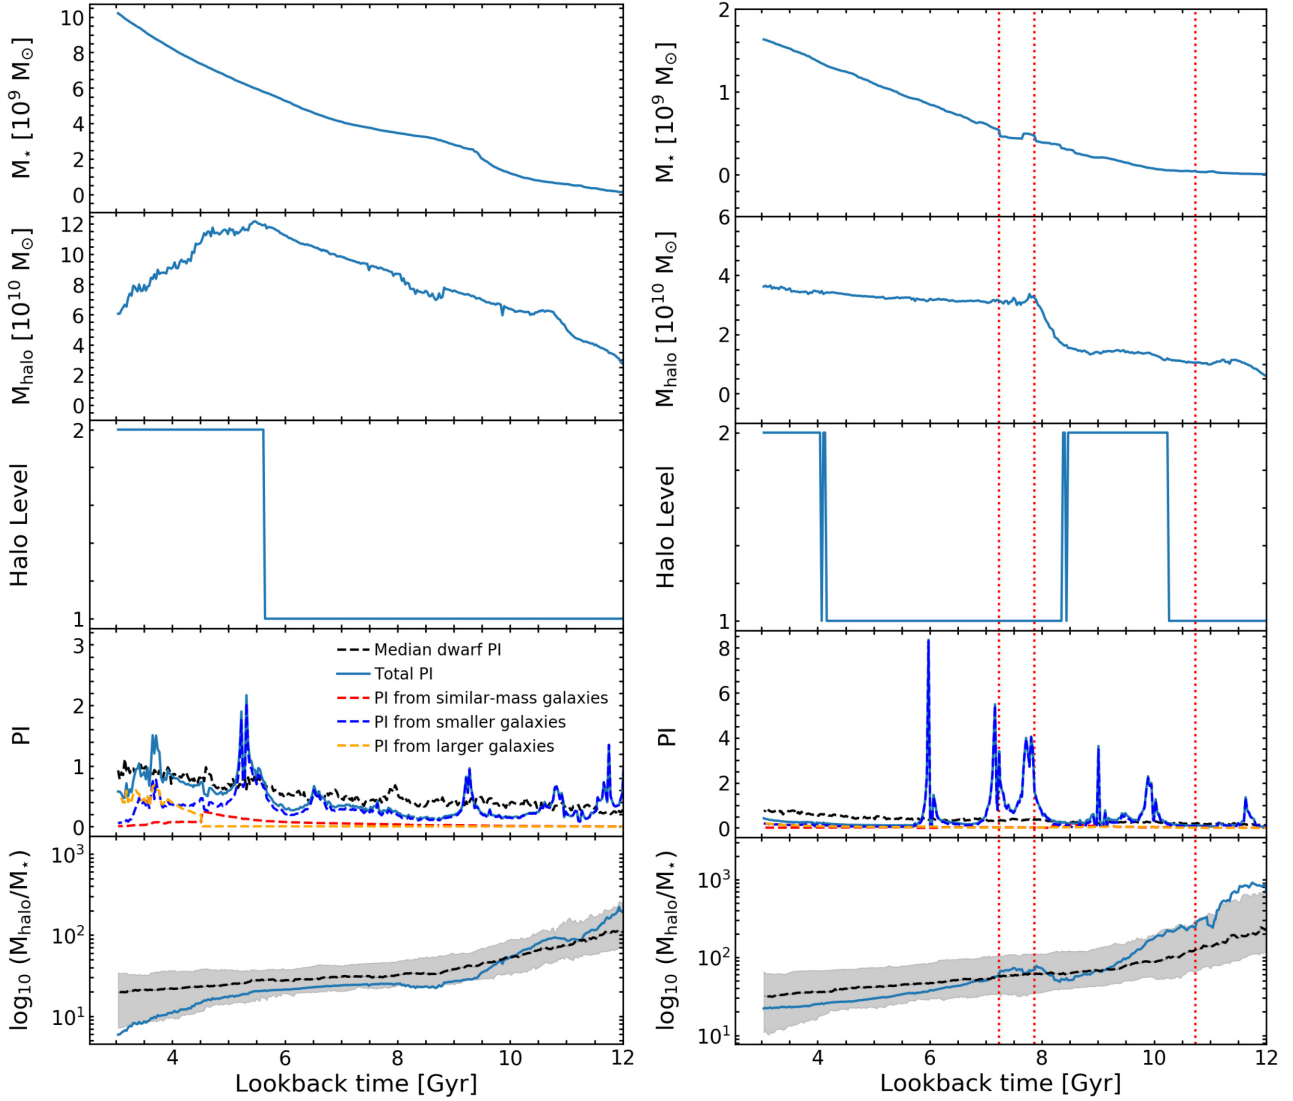 M⋆ [10⁹ M⊙]
10
8
6
4
2
0
Mhalo [10¹⁰ M⊙]
12
10
8
6
4
2
0
Halo Level
2
1
PI
3
2
1
0
Median dwarf PI
Total PI
PI from similar-mass galaxies
PI from smaller galaxies
PI from larger galaxies
log₁₀ (Mhalo/M⋆)
10³
10²
10¹
4 6 8 10 12
Lookback time [Gyr]
M⋆ [10⁹ M⊙]
2
1
0
Mhalo [10¹⁰ M⊙]
6
4
2
0
Halo Level
2
1
PI
8
6
4
2
0
log₁₀ (Mhalo/M⋆)
10³
10²
10¹
4 6 8 10 12
Lookback time [Gyr]